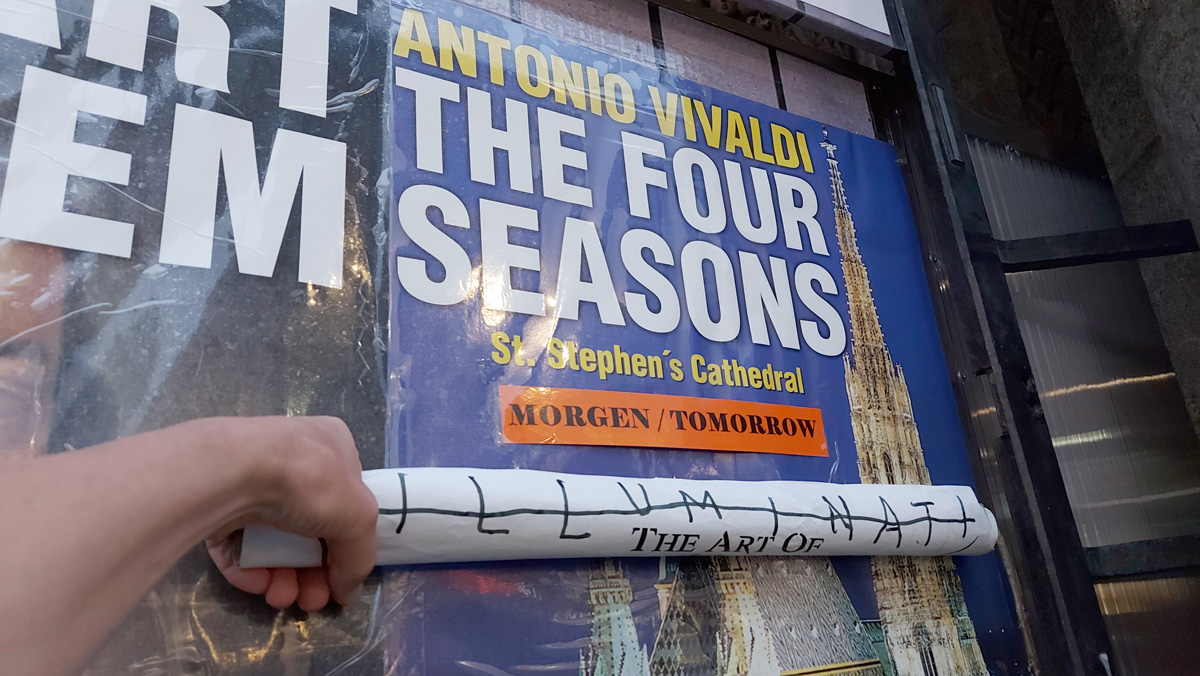 ART
EM
ANTONIO VIVALDI
THE FOUR
SEASONS
St. Stephen´s Cathedral
MORGEN / TOMORROW
ILLUMINATI
THE ART OF